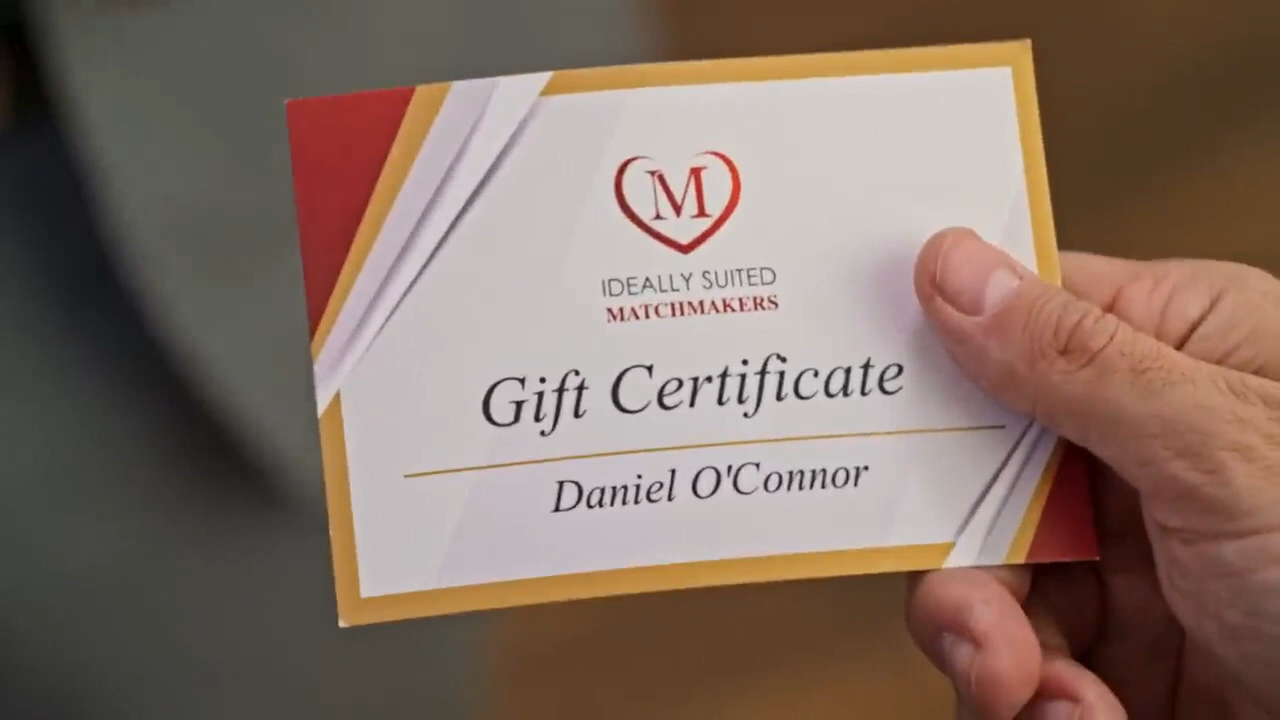 M
IDEALLY SUITED
MATCHMAKERS
Gift Certificate
Daniel O'Connor